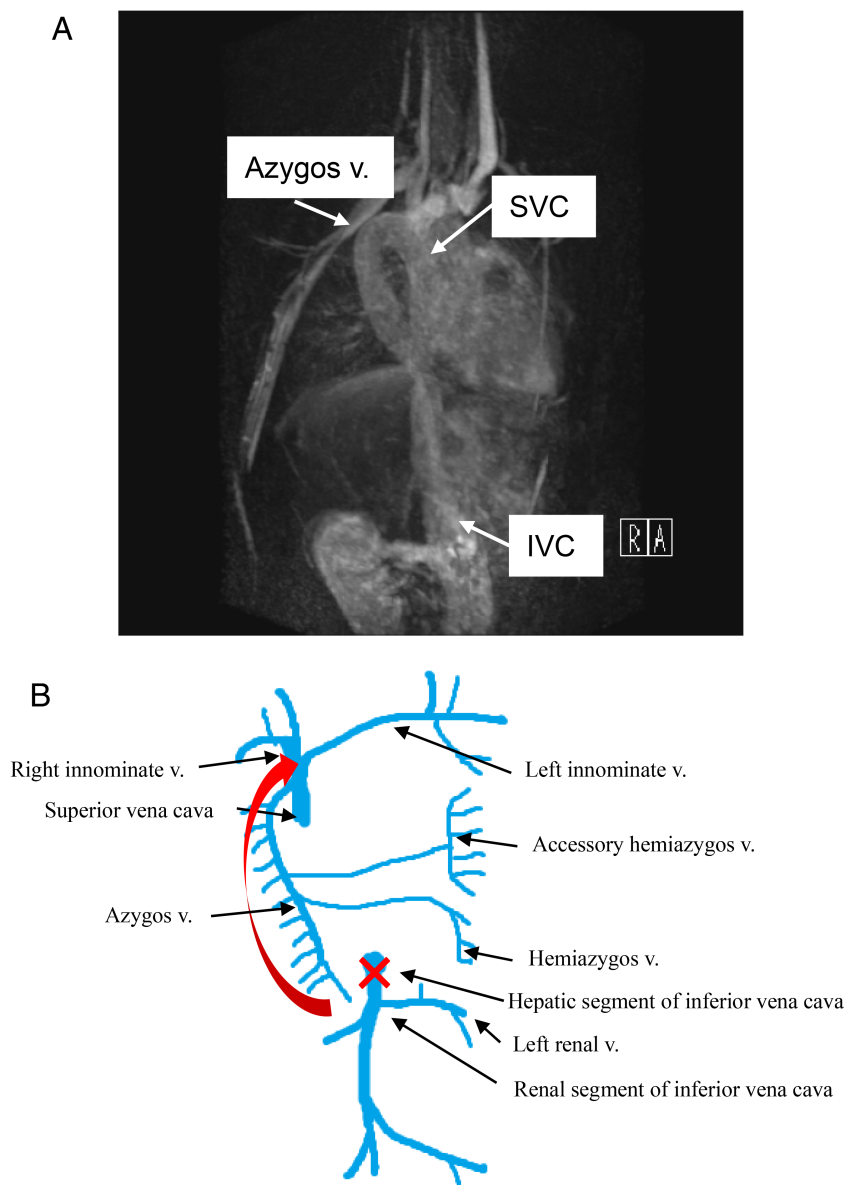 A
Azygos v.
SVC
IVC
R A
B
Right innominate v.
Left innominate v.
Superior vena cava
Accessory hemiazygos v.
Azygos v.
Hemiazygos v.
Hepatic segment of inferior vena cava
Left renal v.
Renal segment of inferior vena cava